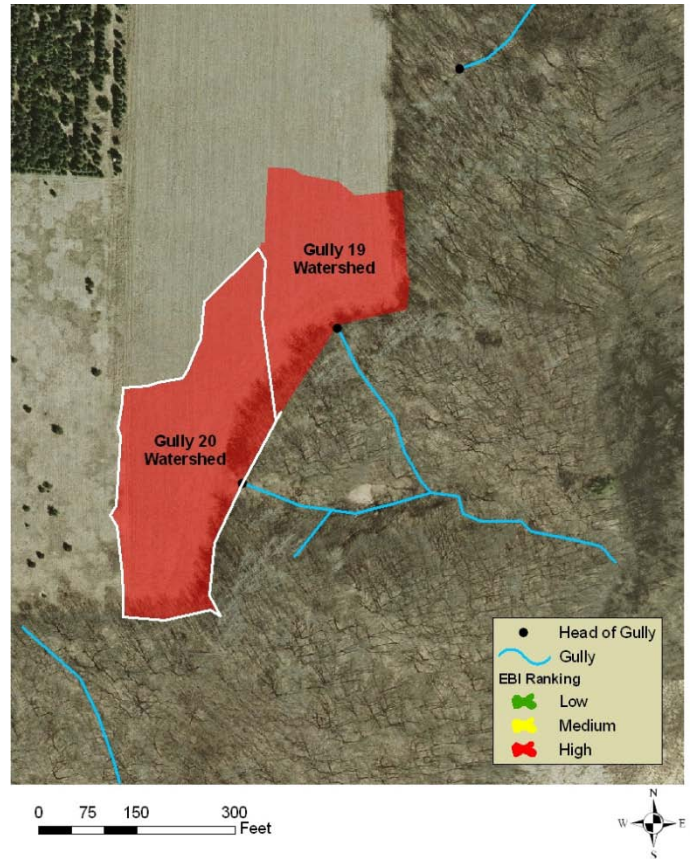 Gully 19
Watershed
Gully 20
Watershed
Head of Gully
Gully
EBI Ranking
Low
Medium
High
0 75 150 300
Feet
N
W E
S